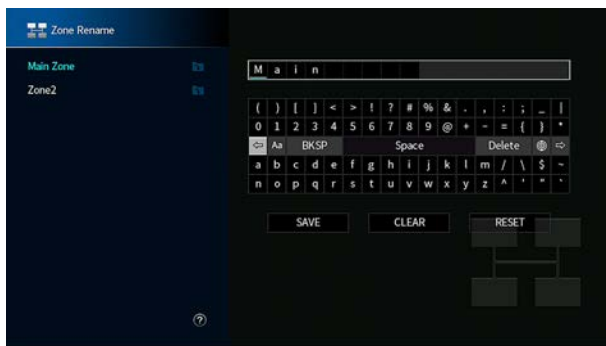 Zone Rename
Main Zone
Zone2
Main
( ) [ ] < > ! ? # % & . , : ; _ |
0 1 2 3 4 5 6 7 8 9 @ + - = { } *
⇦ Aa BKSP Space Delete ⇨
a b c d e f g h i j k l m / \ $ ~
n o p q r s t u v w x y z ^ ' " `
SAVE CLEAR RESET
?